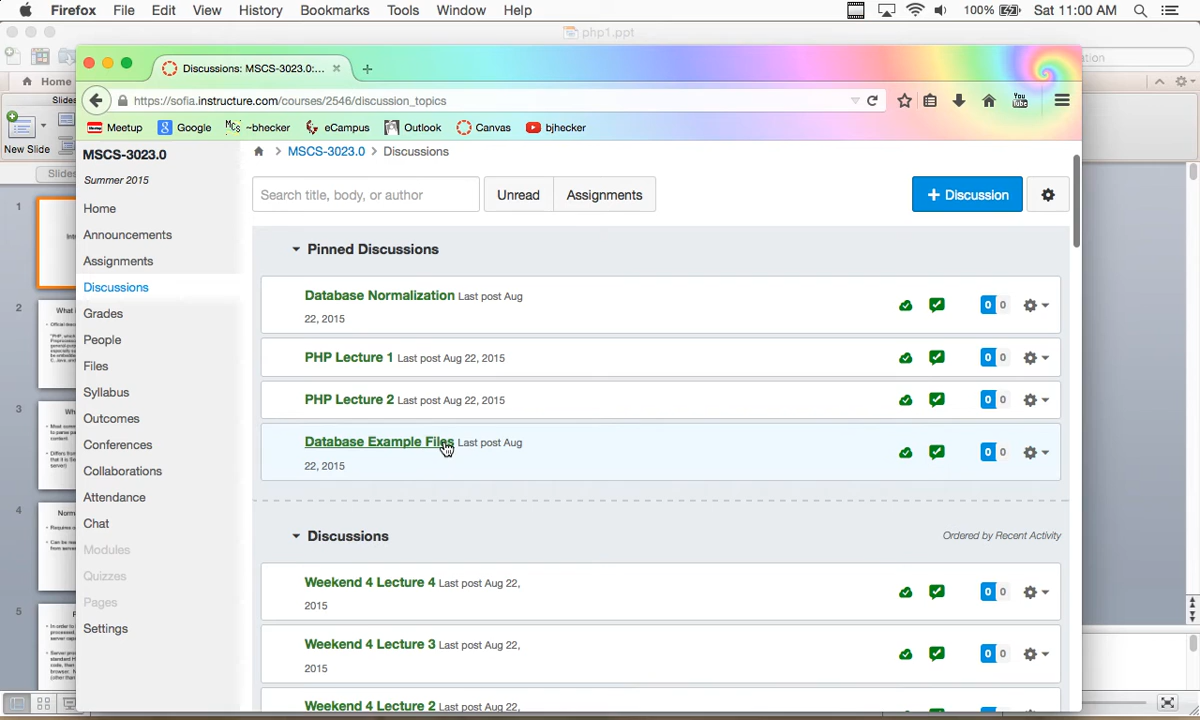 Firefox File Edit View History Bookmarks Tools Window Help 100% Sat 11:00 AM
php1.ppt
Discussions: MSCS-3023.0:...
https://sofia.instructure.com/courses/2546/discussion_topics
You Tube
Home
Meetup Google ~bhecker eCampus Outlook Canvas bjhecker
New Slide
MSCS-3023.0
Summer 2015
Home
Announcements
Assignments
Discussions
Grades
People
Files
Syllabus
Outcomes
Conferences
Collaborations
Attendance
Chat
Modules
Quizzes
Pages
Settings
MSCS-3023.0 > Discussions
Search title, body, or author Unread Assignments + Discussion
Pinned Discussions
Database Normalization Last post Aug
22, 2015
0 0
PHP Lecture 1 Last post Aug 22, 2015 0 0
PHP Lecture 2 Last post Aug 22, 2015 0 0
Database Example Files Last post Aug
22, 2015
0 0
Discussions Ordered by Recent Activity
Weekend 4 Lecture 4 Last post Aug 22,
2015
0 0
Weekend 4 Lecture 3 Last post Aug 22,
2015
0 0
Weekend 4 Lecture 2 Last post Aug 22,
1
2
3
4
5